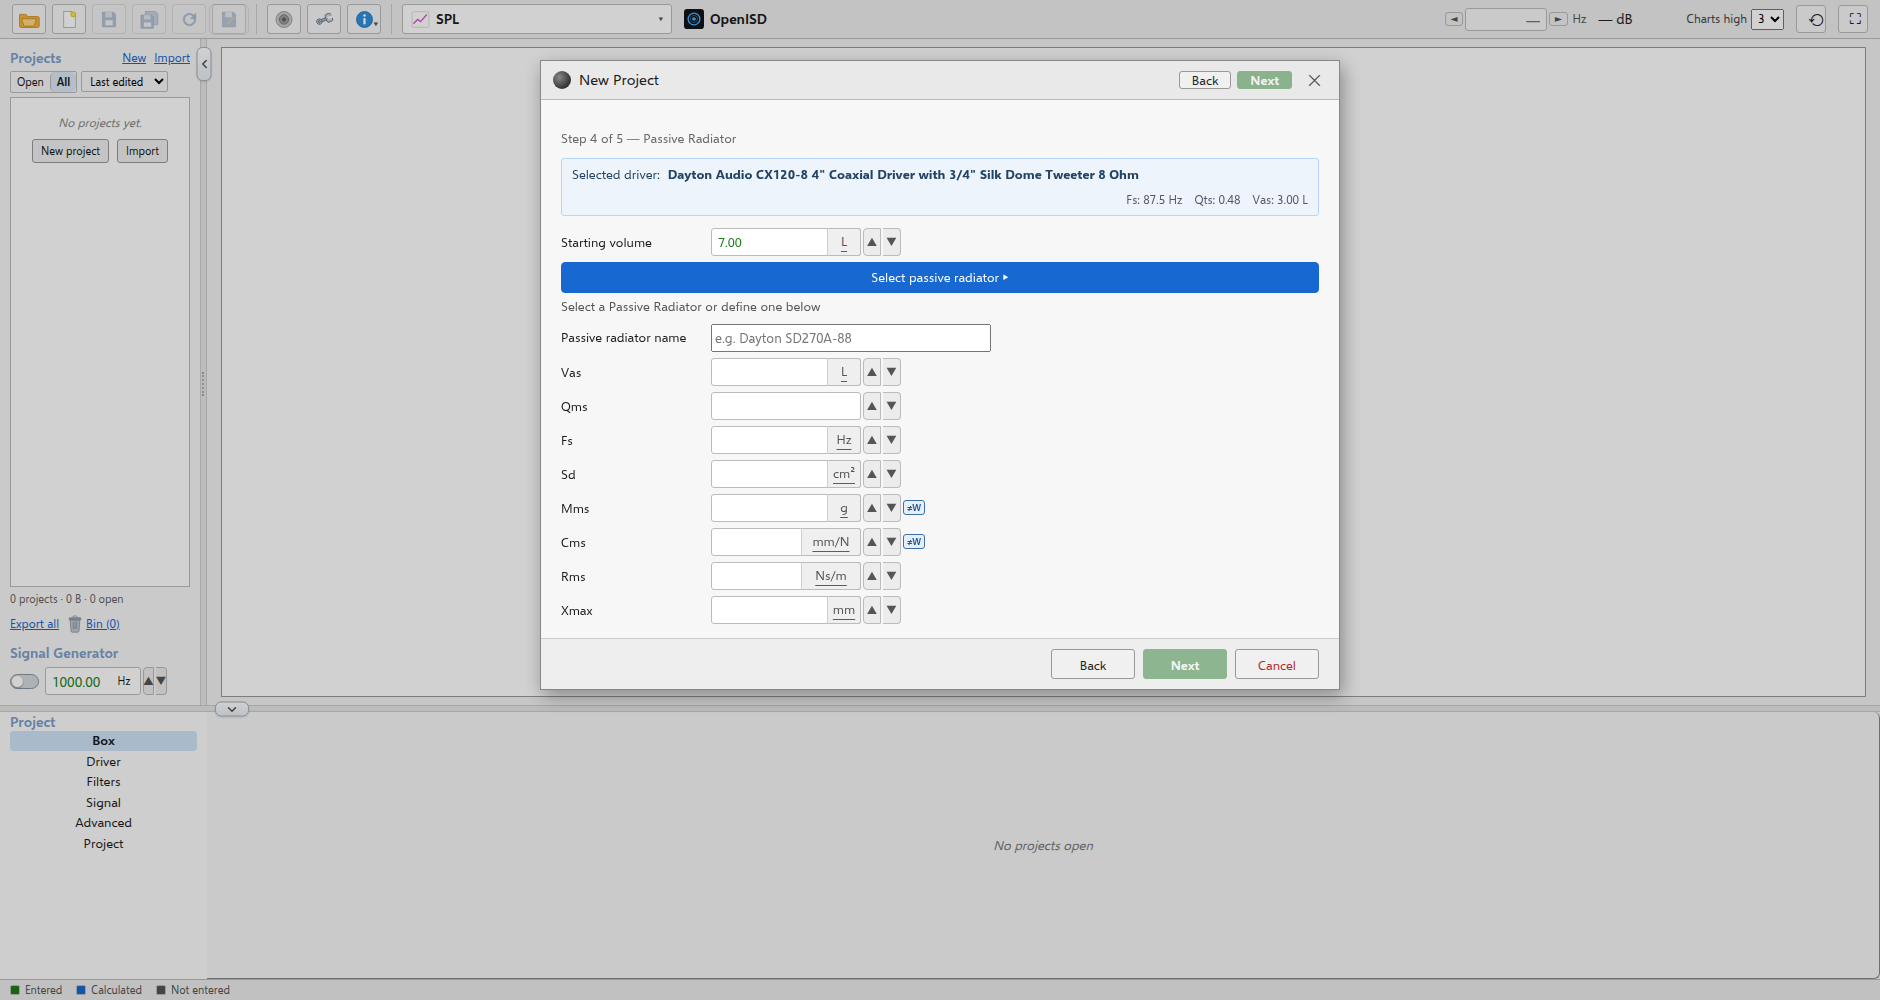 SPL
OpenISD
—
Hz
— dB
Charts high
3
Projects
New
Import
Open
All
Last edited
No projects yet.
New project
Import
0 projects · 0 B · 0 open
Export all
Bin (0)
Signal Generator
1000.00
Hz
New Project
Back
Next
Step 4 of 5 — Passive Radiator
Selected driver: Dayton Audio CX120-8 4" Coaxial Driver with 3/4" Silk Dome Tweeter 8 Ohm
Fs: 87.5 Hz Qts: 0.48 Vas: 3.00 L
Starting volume
7.00
L
Select passive radiator
Select a Passive Radiator or define one below
Passive radiator name
e.g. Dayton SD270A-88
Vas
L
Qms
Fs
Hz
Sd
cm²
Mms
g
≠W
Cms
mm/N
≠W
Rms
Ns/m
Xmax
mm
Back
Next
Cancel
Project
Box
Driver
Filters
Signal
Advanced
Project
No projects open
Entered
Calculated
Not entered